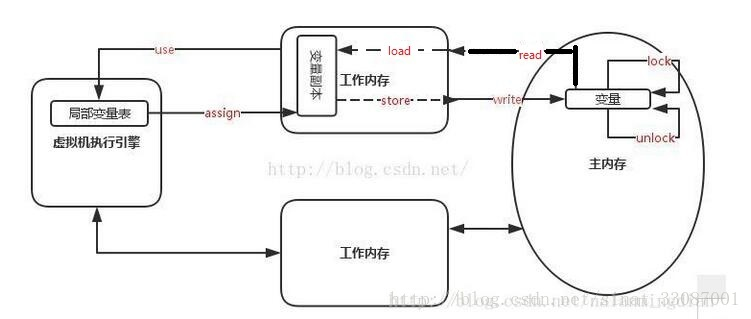 use
load
read
lock
变量副本
工作内存
局部变量表
assign
store
write
变量
虚拟机执行引擎
unlock
http://blog.csdn.net/
主内存
工作内存
http://blog.csdn.net/